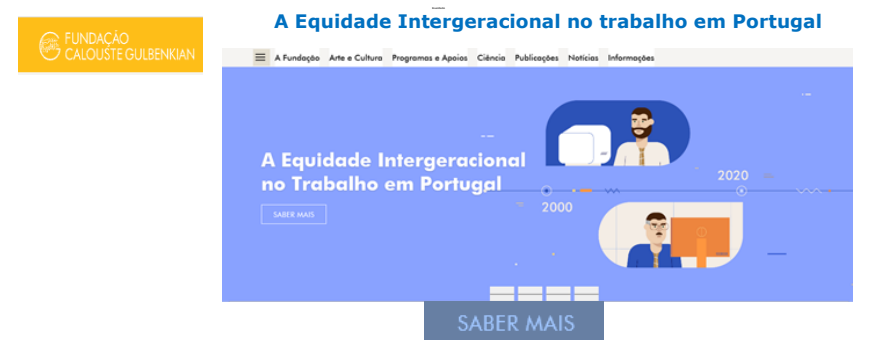 A Equidade Intergeracional no trabalho em Portugal
FUNDAÇÃO
CALOUSTE GULBENKIAN
A Fundação Arte e Cultura Programas e Apoios Ciência Publicações Notícias Informações
A Equidade Intergeracional
no Trabalho em Portugal
SABER MAIS
2020
2000
SABER MAIS